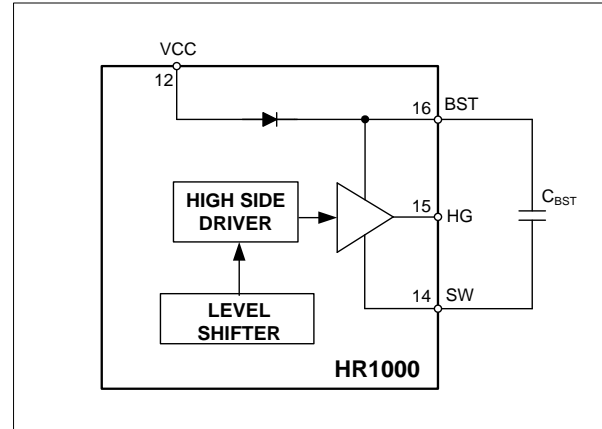 VCC
12
16 BST
HIGH SIDE
DRIVER
15
HG
C_BST
14 SW
LEVEL
SHIFTER
HR1000